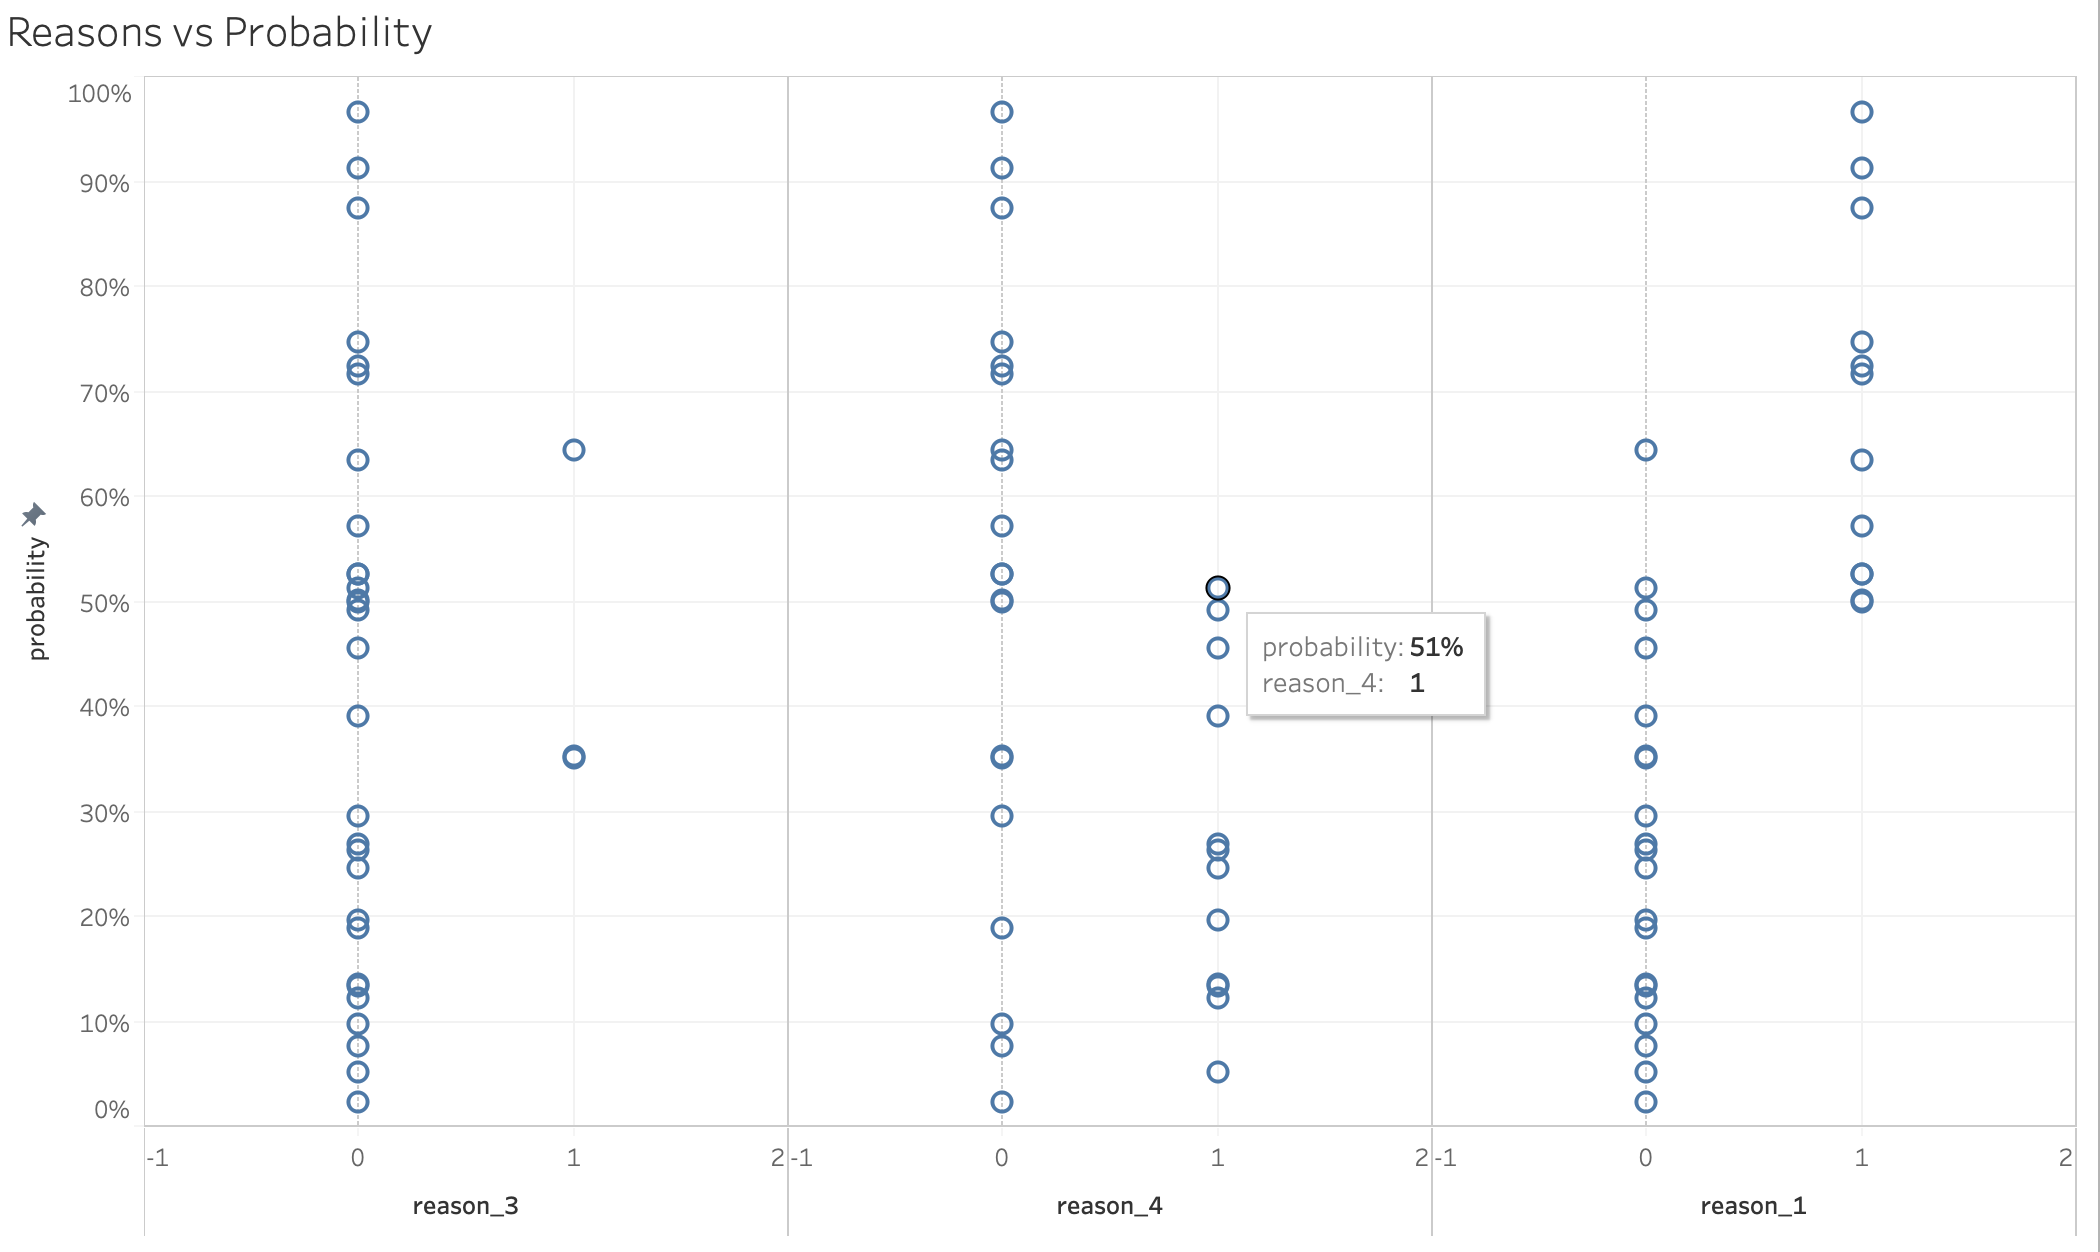 Reasons vs Probability
100%
90%
80%
70%
60%
50%
40%
30%
20%
10%
0%
probability
probability: 51%
reason_4: 1
-1 0 1 2 -1 0 1 2 -1 0 1 2
reason_3 reason_4 reason_1